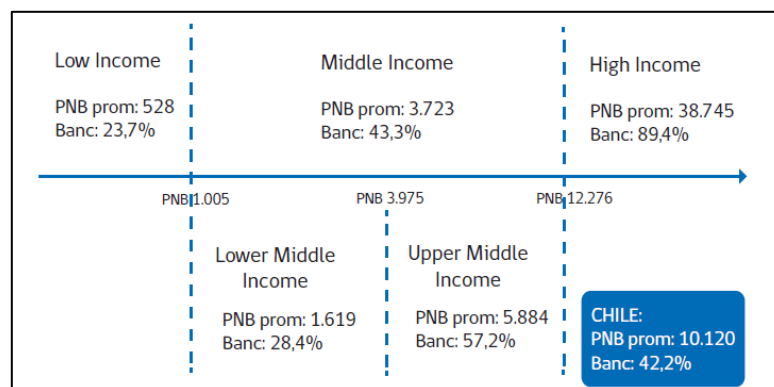 Low Income
PNB prom: 528
Banc: 23,7%
Middle Income
PNB prom: 3.723
Banc: 43,3%
High Income
PNB prom: 38.745
Banc: 89,4%
PNB 1.005
PNB 3.975
PNB 12.276
Lower Middle
Income
PNB prom: 1.619
Banc: 28,4%
Upper Middle
Income
PNB prom: 5.884
Banc: 57,2%
CHILE:
PNB prom: 10.120
Banc: 42,2%